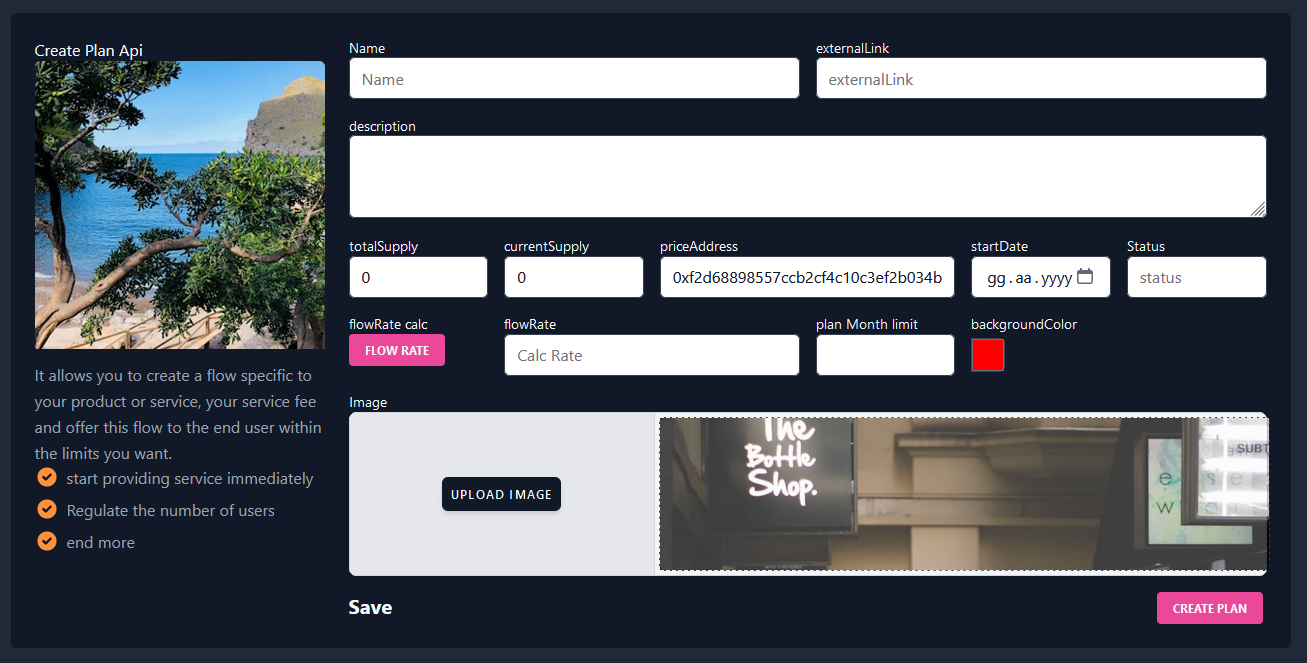 Create Plan Api
It allows you to create a flow specific to
your product or service, your service fee
and offer this flow to the end user within
the limits you want.
start providing service immediately
Regulate the number of users
end more
Name
externalLink
Name
externalLink
description
totalSupply
currentSupply
priceAddress
startDate
Status
0
0
0xf2d68898557ccb2cf4c10c3ef2b034b
gg.aa.yyyy
status
flowRate calc
flowRate
plan Month limit
backgroundColor
FLOW RATE
Calc Rate
Image
UPLOAD IMAGE
The
Bottle
Shop.
SUBT
e s e
w
Save
CREATE PLAN